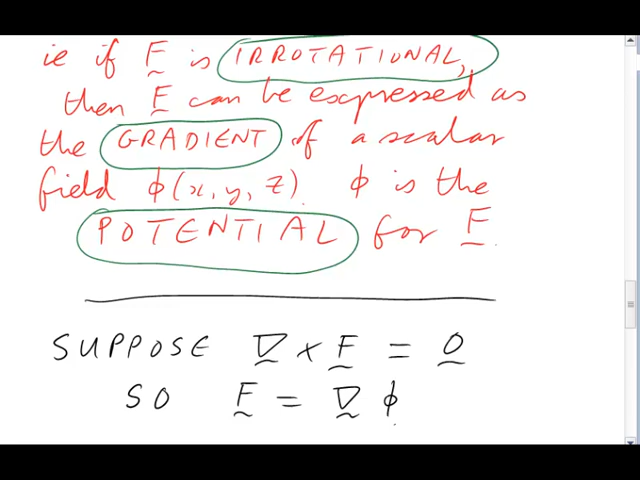 ie if F is IRROTATIONAL,
then F can be expressed as
the GRADIENT of a scalar
field ϕ(x, y, z). ϕ is the
POTENTIAL for F.
SUPPOSE ∇ × F = 0
SO F = ∇ ϕ